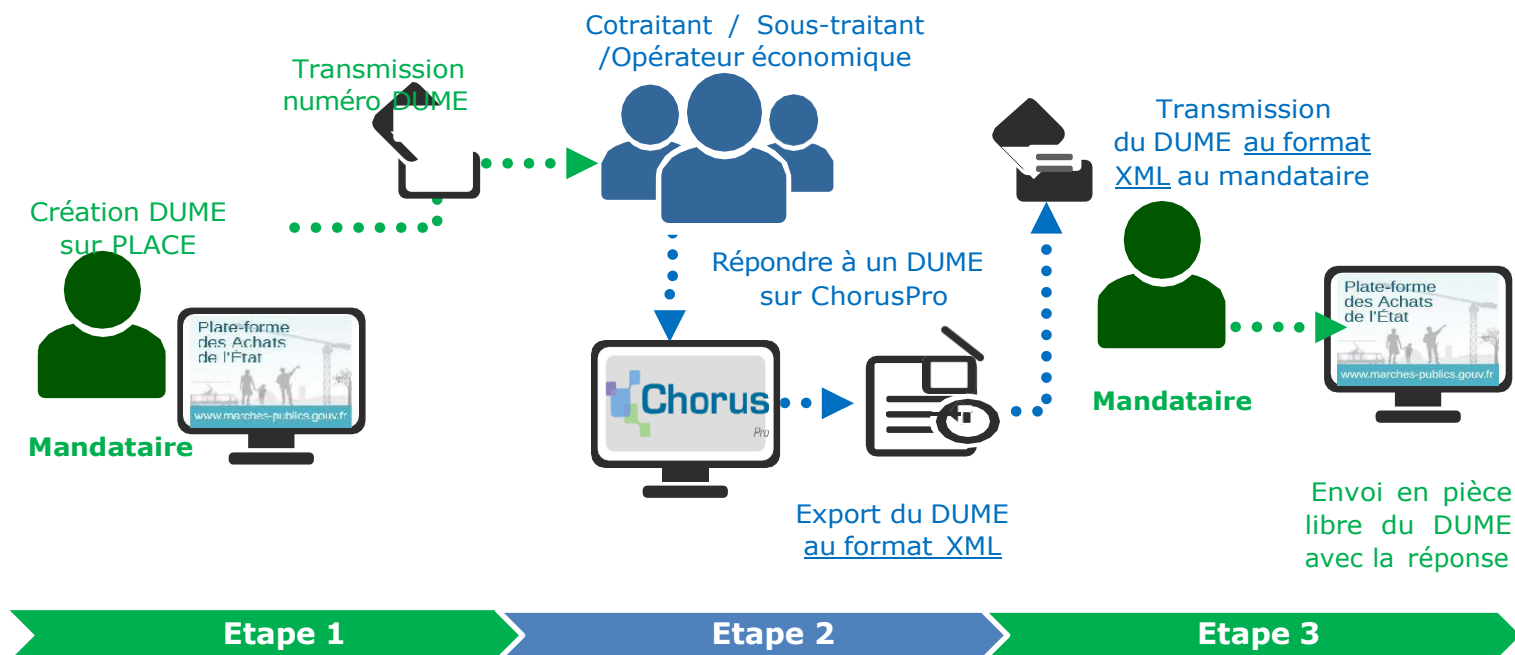 Cotraitant / Sous-traitant
/Opérateur économique
Transmission
numéro DUME
Création DUME
sur PLACE
Plate-forme
des Achats
de l'État
www.marches-publics.gouv.fr
Mandataire
Répondre à un DUME
sur ChorusPro
Chorus
Pro
Export du DUME
au format XML
Transmission
du DUME au format
XML au mandataire
Plate-forme
des Achats
de l'État
www.marches-publics.gouv.fr
Mandataire
Envoi en pièce
libre du DUME
avec la réponse
Etape 1
Etape 2
Etape 3